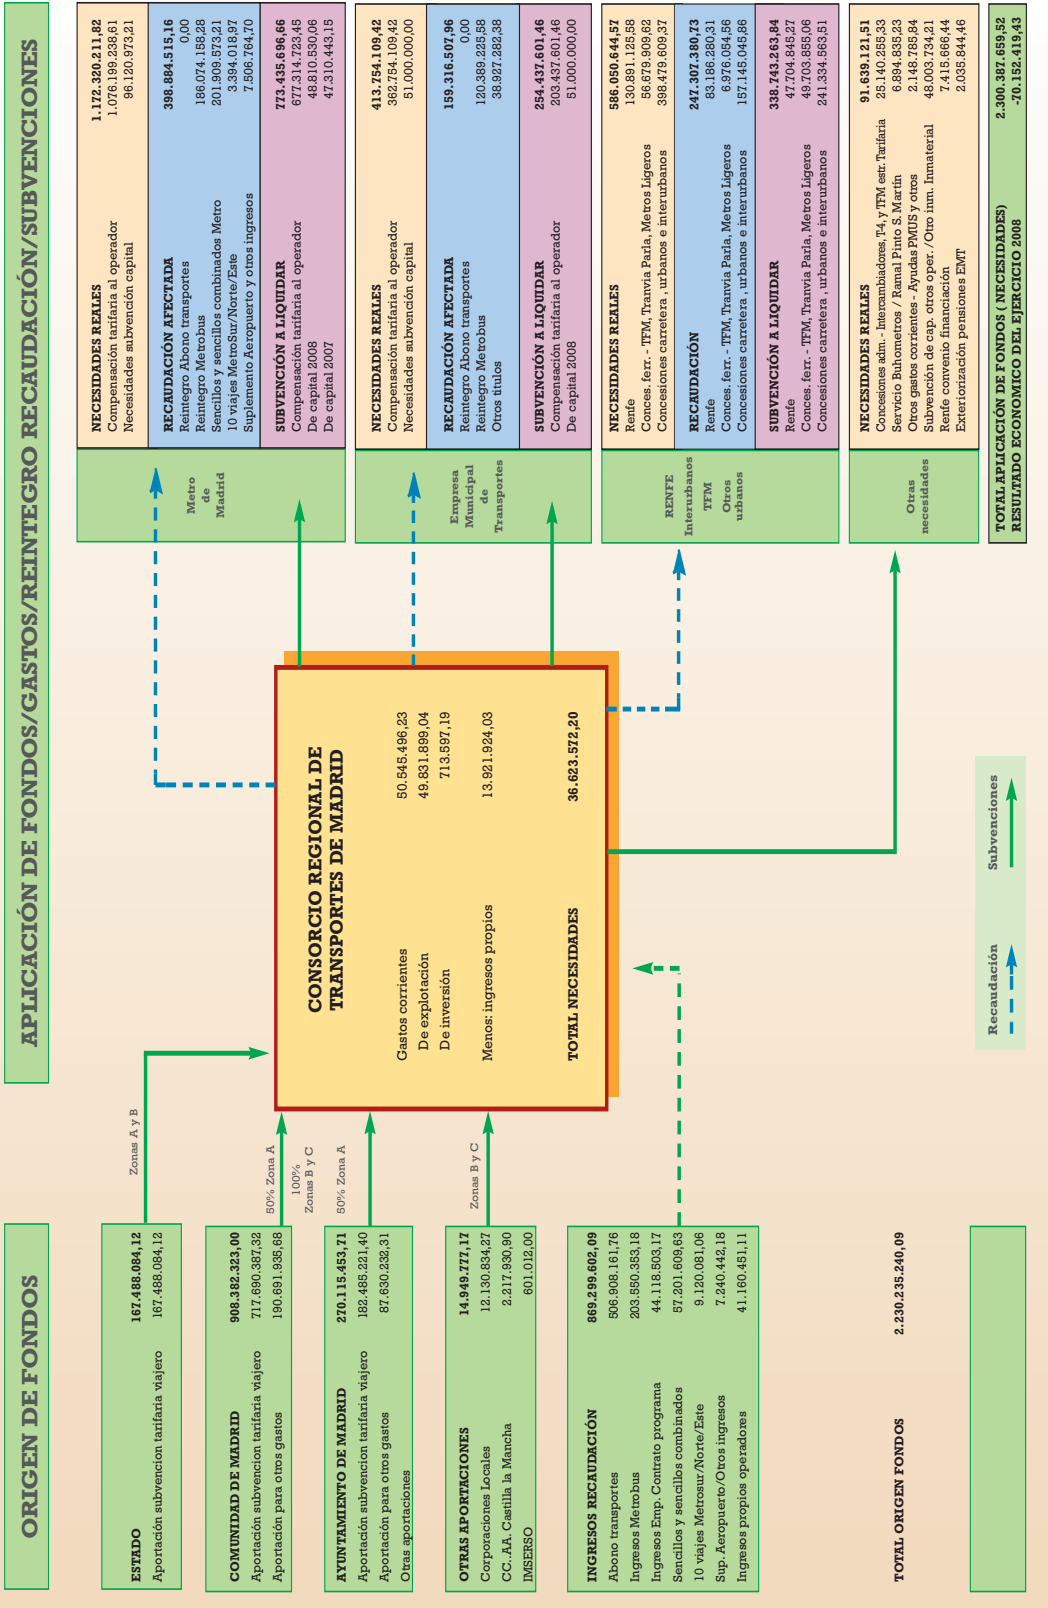 ORIGEN DE FONDOS
APLICACIÓN DE FONDOS/GASTOS/REINTEGRO RECAUDACIÓN/SUBVENCIONES
ESTADO 167.488.084,12
Aportación subvencion tarifaria viajero 167.488.084,12
COMUNIDAD DE MADRID 908.382.323,00
Aportación subvencion tarifaria viajero 717.690.387,32
Aportación para otros gastos 190.691.935,68
AYUNTAMIENTO DE MADRID 270.115.453,71
Aportación subvencion tarifaria viajero 182.485.221,40
Aportación para otros gastos 87.630.232,31
Otras aportaciones
OTRAS APORTACIONES 14.949.777,17
Corporaciones Locales 12.130.834,27
CC..AA. Castilla la Mancha 2.217.930,90
IMSERSO 601.012,00
INGRESOS RECAUDACIÓN 869.299.602,09
Abono transportes 506.908.161,76
Ingresos Metrobus 203.550.353,18
Ingresos Emp. Contrato programa 44.118.503,17
Sencillos y sencillos combinados 57.201.609,63
10 viajes Metrosur/Norte/Este 9.120.081,06
Sup. Aeropuerto/Otros ingresos 7.240.442,18
Ingresos propios operadores 41.160.451,11
TOTAL ORIGEN FONDOS 2.230.235.240,09
Zonas A y B
50% Zona A
100%
Zonas B y C
50% Zona A
Zonas B y C
CONSORCIO REGIONAL DE
TRANSPORTES DE MADRID
Gastos corrientes 50.545.496,23
De explotación 49.831.899,04
De inversión 713.597,19
Menos: ingresos propios 13.921.924,03
TOTAL NECESIDADES 36.623.572,20
Recaudación
Subvenciones
Metro
de
Madrid
NECESIDADES REALES 1.172.320.211,82
Compensación tarifaria al operador 1.076.199.238,61
Necesidades subvención capital 96.120.973,21
RECAUDACIÓN AFECTADA 398.884.515,16
Reintegro Abono transportes 0,00
Reintegro Metrobus 186.074.158,28
Sencillos y sencillos combinados Metro 201.909.573,21
10 viajes MetroSur/Norte/Este 3.394.018,97
Suplemento Aeropuerto y otros ingresos 7.506.764,70
SUBVENCIÓN A LIQUIDAR 773.435.696,66
Compensación tarifaria al operador 677.314.723,45
De capital 2008 48.810.530,06
De capital 2007 47.310.443,15
Empresa
Municipal
de
Transportes
NECESIDADES REALES 413.754.109,42
Compensación tarifaria al operador 362.754.109,42
Necesidades subvención capital 51.000.000,00
RECAUDACIÓN AFECTADA 159.316.507,96
Reintegro Abono transportes 0,00
Reintegro Metrobus 120.389.225,58
Otros titulos 38.927.282,38
SUBVENCIÓN A LIQUIDAR 254.437.601,46
Compensación tarifaria al operador 203.437.601,46
De capital 2008 51.000.000,00
RENFE
Interurbanos
TFM
Otros
urbanos
NECESIDADES REALES 586.050.644,57
Renfe 130.891.125,58
Conces. ferr. - TFM, Tranvia Parla, Metros Ligeros 56.679.909,62
Concesiones carretera , urbanos e interurbanos 398.479.609,37
RECAUDACIÓN 247.307.380,73
Renfe 83.186.280,31
Conces. ferr. - TFM, Tranvia Parla, Metros Ligeros 6.976.054,56
Concesiones carretera , urbanos e interurbanos 157.145.045,86
SUBVENCIÓN A LIQUIDAR 338.743.263,84
Renfe 47.704.845,27
Conces. ferr. - TFM, Tranvia Parla, Metros Ligeros 49.703.855,06
Concesiones carretera , urbanos e interurbanos 241.334.563,51
Otras
necesidades
NECESIDADES REALES 91.639.121,51
Concesiones adm. - Intercambiadores, T-4, y TFM estr. Tarifaria 25.140.255,33
Servicio Buhometros / Ramal Pinto S. Martín 6.894.835,23
Otros gastos corrientes - Ayudas PMUS y otros 2.148.785,84
Subvención de cap. otros oper. /Otro inm. Inmaterial 48.003.734,21
Renfe convenio financiación 7.415.666,44
Exteriorización pensiones EMT 2.035.844,46
TOTAL APLICACIÓN DE FONDOS ( NECESIDADES) 2.300.387.659,52
RESULTADO ECONOMICO DEL EJERCICIO 2008 -70.152.419,43